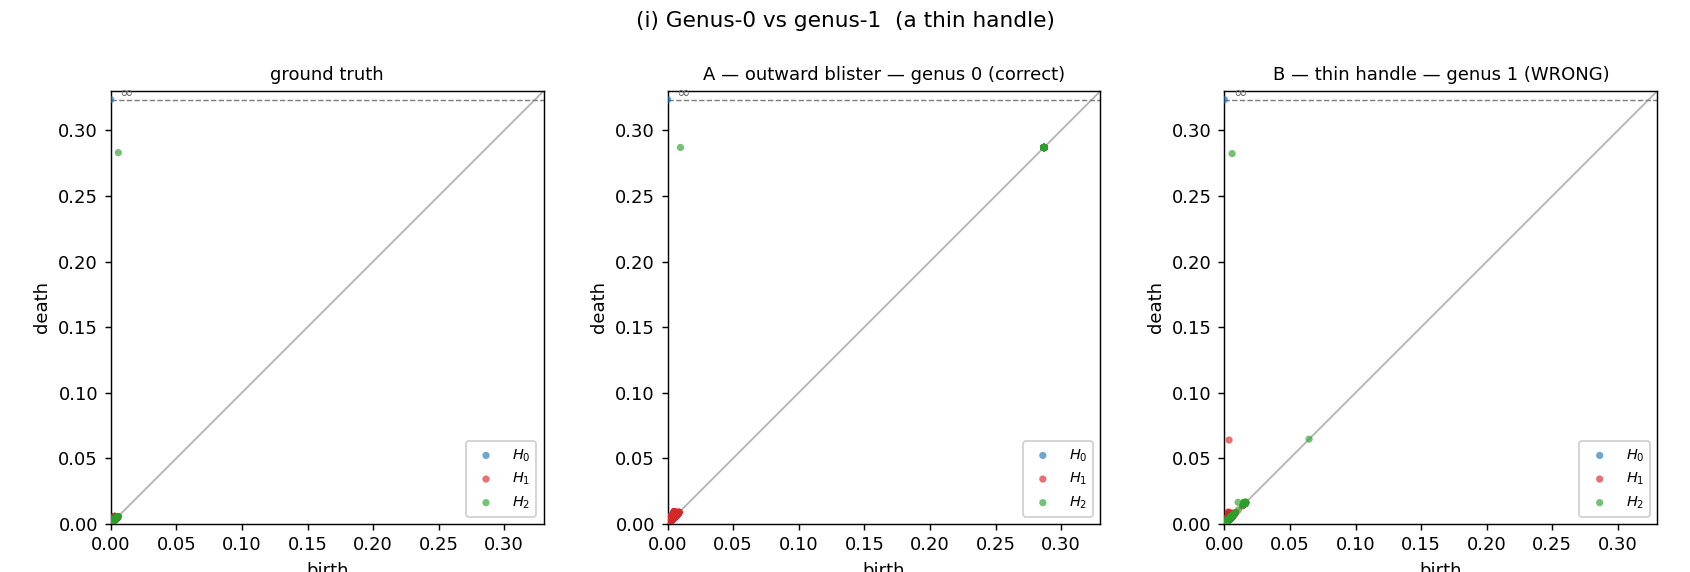 (i) Genus-0 vs genus-1 (a thin handle)
ground truth
∞
0.30
0.25
0.20
0.15
0.10
0.05
0.00
death
H0
H1
H2
0.00 0.05 0.10 0.15 0.20 0.25 0.30
birth
A — outward blister — genus 0 (correct)
∞
0.30
0.25
0.20
0.15
0.10
0.05
0.00
death
H0
H1
H2
0.00 0.05 0.10 0.15 0.20 0.25 0.30
birth
B — thin handle — genus 1 (WRONG)
∞
0.30
0.25
0.20
0.15
0.10
0.05
0.00
death
H0
H1
H2
0.00 0.05 0.10 0.15 0.20 0.25 0.30
birth